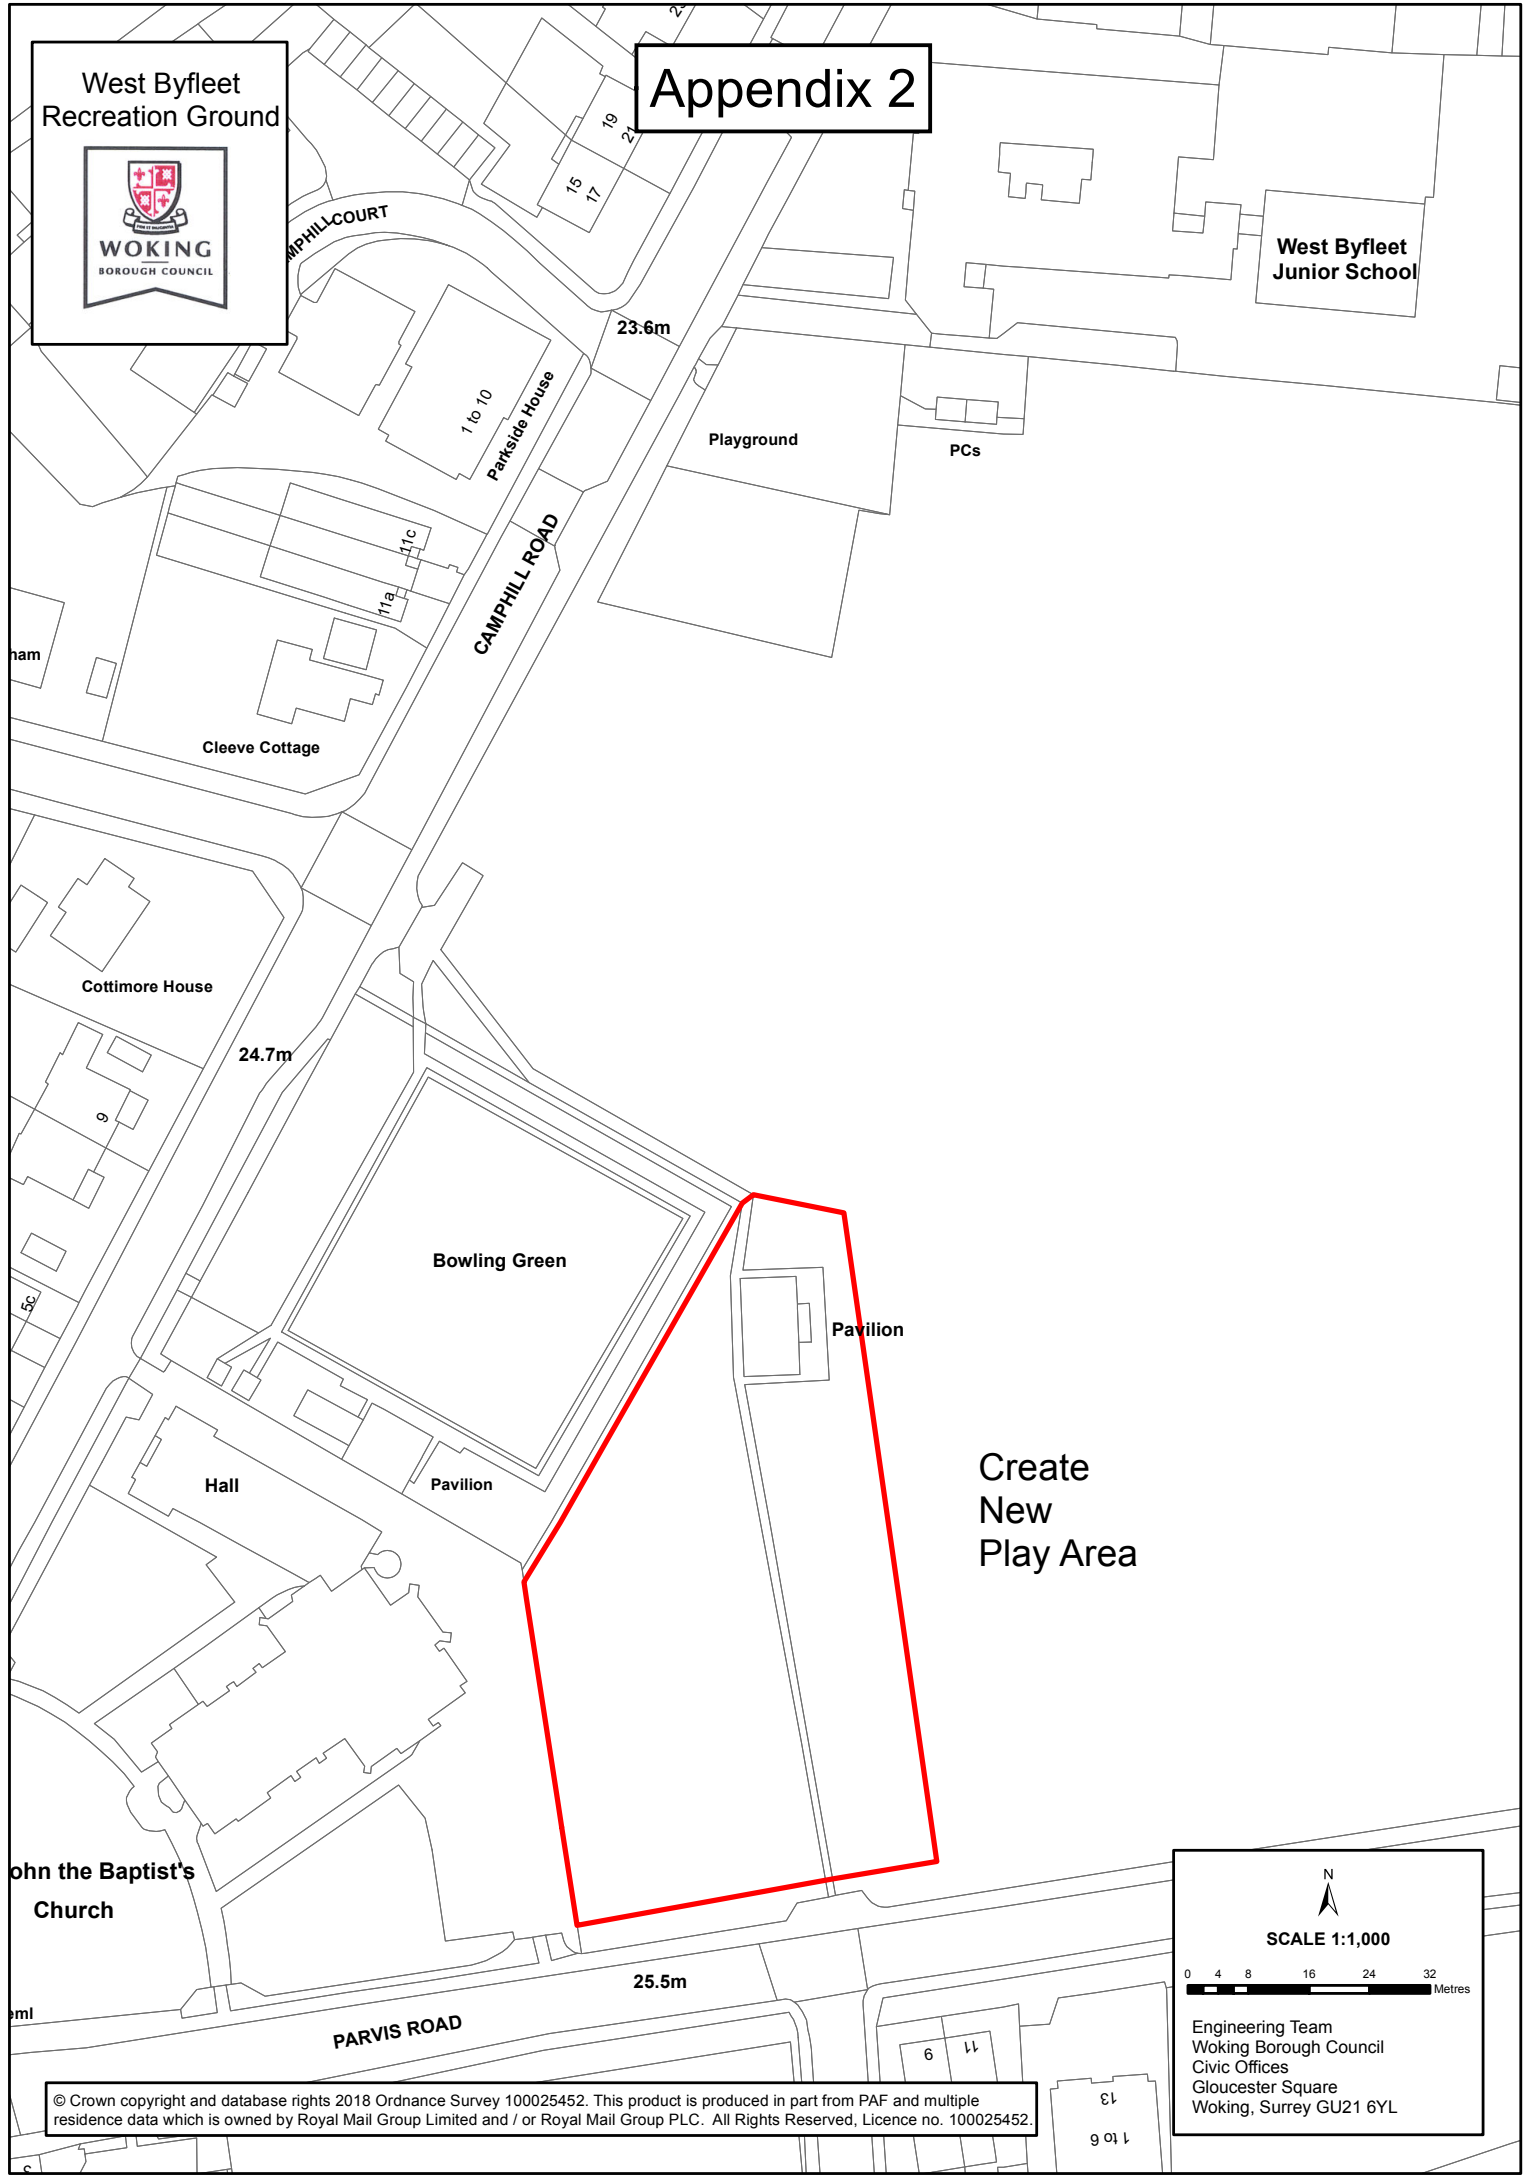 West Byfleet
Recreation Ground
WOKING
BOROUGH COUNCIL
Appendix 2
19
21
15
17
MPHILL COURT
West Byfleet
Junior School
23.6m
1 to 10
Parkside House
Playground
PCs
CAMPHILL ROAD
11c
11a
ham
Cleeve Cottage
Cottimore House
24.7m
9
5c
Bowling Green
Pavilion
Hall
Pavilion
Create
New
Play Area
ohn the Baptist's
Church
25.5m
eml
PARVIS ROAD
9
11
13
1 to 6
N
SCALE 1:1,000
0 4 8 16 24 32
Metres
Engineering Team
Woking Borough Council
Civic Offices
Gloucester Square
Woking, Surrey GU21 6YL
© Crown copyright and database rights 2018 Ordnance Survey 100025452. This product is produced in part from PAF and multiple
residence data which is owned by Royal Mail Group Limited and / or Royal Mail Group PLC. All Rights Reserved, Licence no. 100025452.